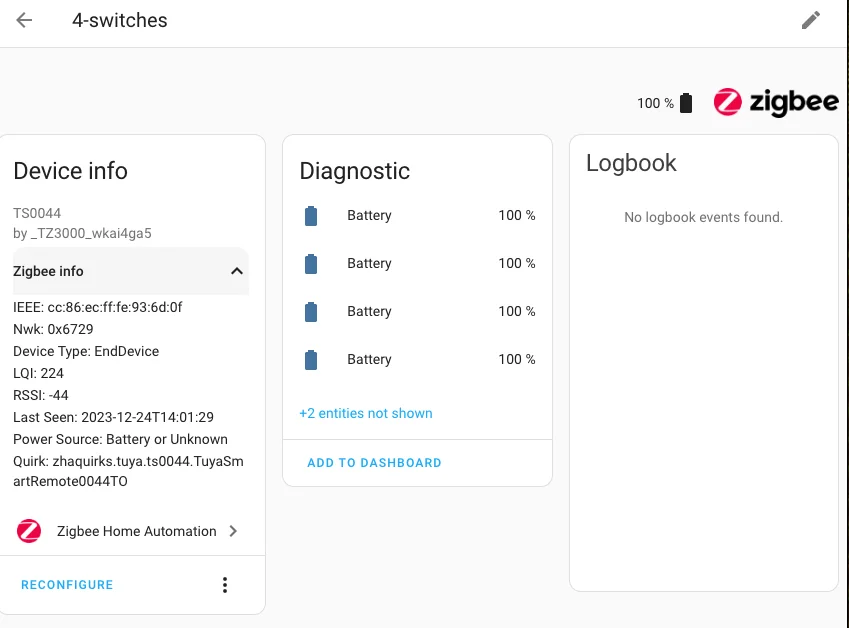 4-switches
100 %
zigbee
Device info
TS0044
by _TZ3000_wkai4ga5
Zigbee info
IEEE: cc:86:ec:ff:fe:93:6d:0f
Nwk: 0x6729
Device Type: EndDevice
LQI: 224
RSSI: -44
Last Seen: 2023-12-24T14:01:29
Power Source: Battery or Unknown
Quirk: zhaquirks.tuya.ts0044.TuyaSm
artRemote0044TO
Zigbee Home Automation
RECONFIGURE
Diagnostic
Battery 100 %
Battery 100 %
Battery 100 %
Battery 100 %
+2 entities not shown
ADD TO DASHBOARD
Logbook
No logbook events found.